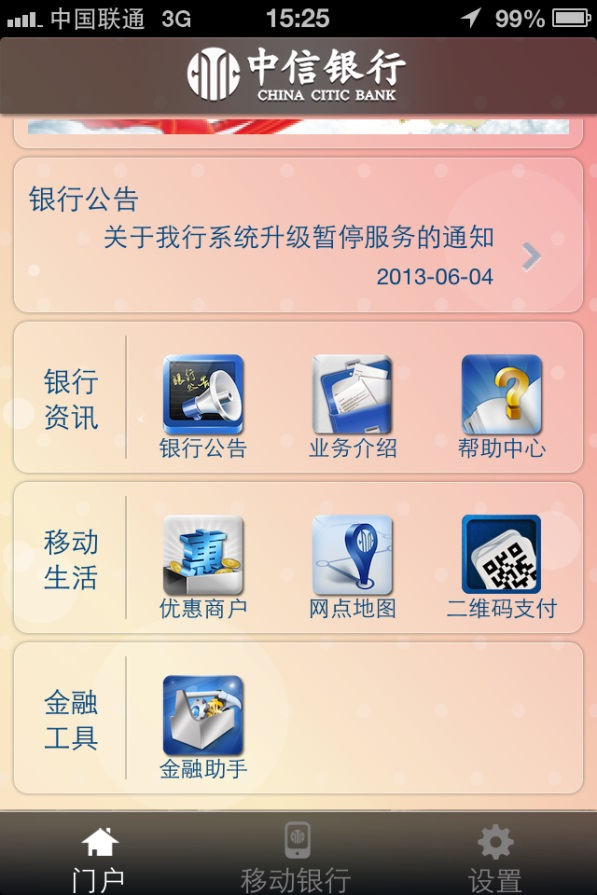 中国联通 3G 15:25 99%
中信银行
CHINA CITIC BANK
银行公告
关于我行系统升级暂停服务的通知
2013-06-04
银行
资讯
银行公告
业务介绍
帮助中心
移动
生活
优惠商户
网点地图
二维码支付
金融
工具
金融助手
门户
移动银行
设置